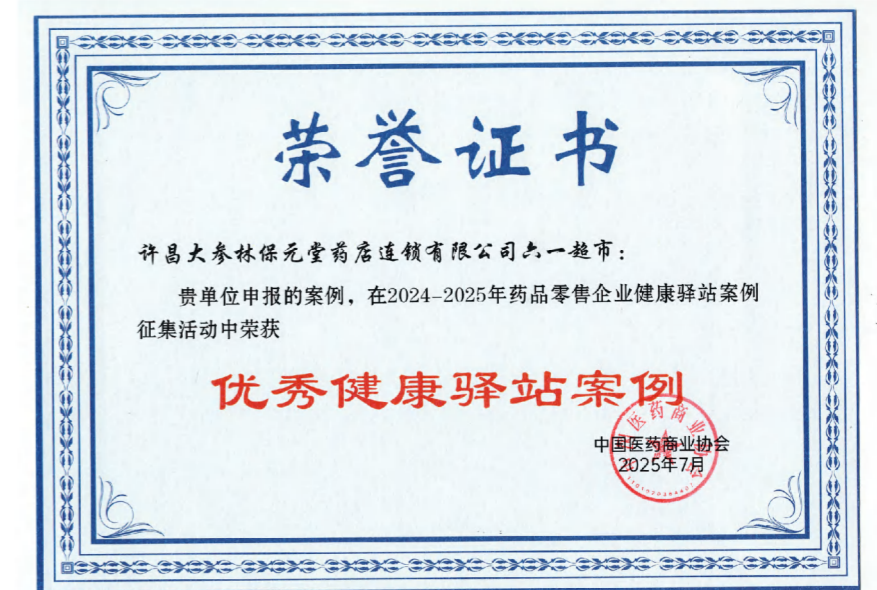 荣誉证书
许昌大参林保元堂药店连锁有限公司六一超市：
贵单位申报的案例，在2024-2025年药品零售企业健康驿站案例
征集活动中荣获
优秀健康驿站案例
中国医药商业协会
2025年7月